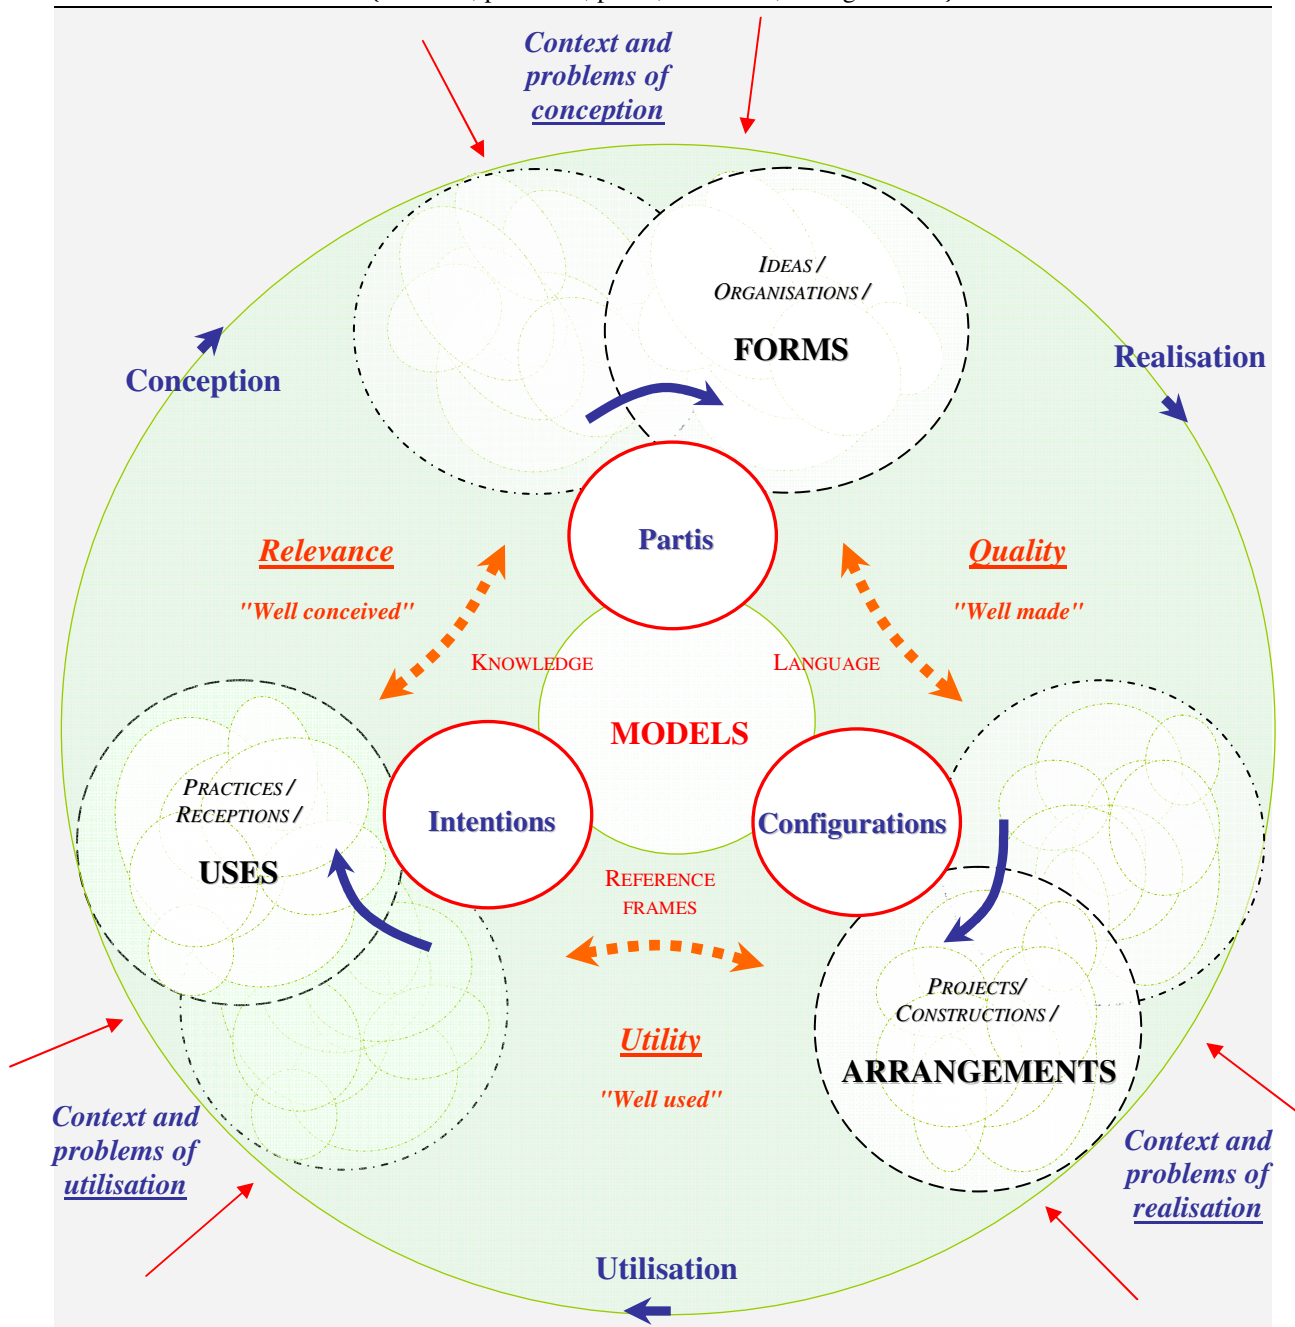 Context and
problems of
conception
IDEAS /
ORGANISATIONS /
FORMS
Realisation
Conception
Partis
Relevance
"Well conceived"
Quality
"Well made"
KNOWLEDGE
LANGUAGE
MODELS
PRACTICES /
RECEPTIONS /
USES
Intentions
Configurations
REFERENCE
FRAMES
PROJECTS/
CONSTRUCTIONS /
ARRANGEMENTS
Utility
"Well used"
Context and
problems of
utilisation
Context and
problems of
realisation
Utilisation